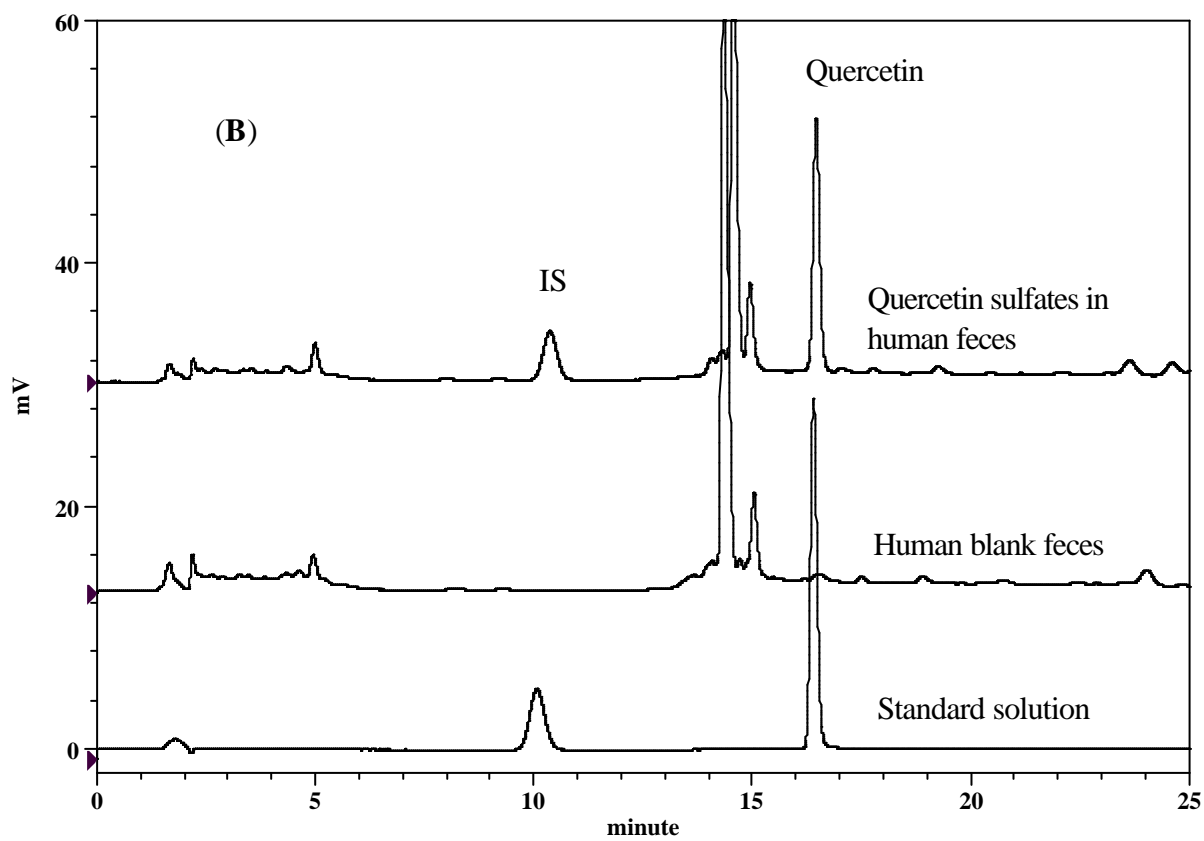 60
Quercetin
(B)
40
IS
Quercetin sulfates in
human feces
mV
20
Human blank feces
Standard solution
0
0 5 10 15 20 25
minute